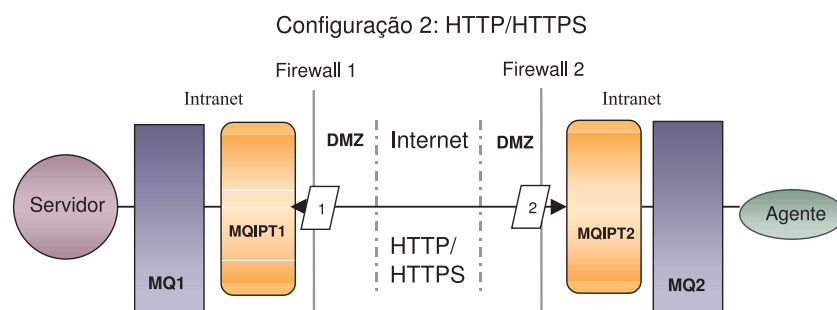 Configuração 2: HTTP/HTTPS
Firewall 1
Firewall 2
Intranet
Intranet
DMZ
Internet
DMZ
Servidor
1
2
Agente
MQIPT1
MQIPT2
HTTP/
HTTPS
MQ1
MQ2